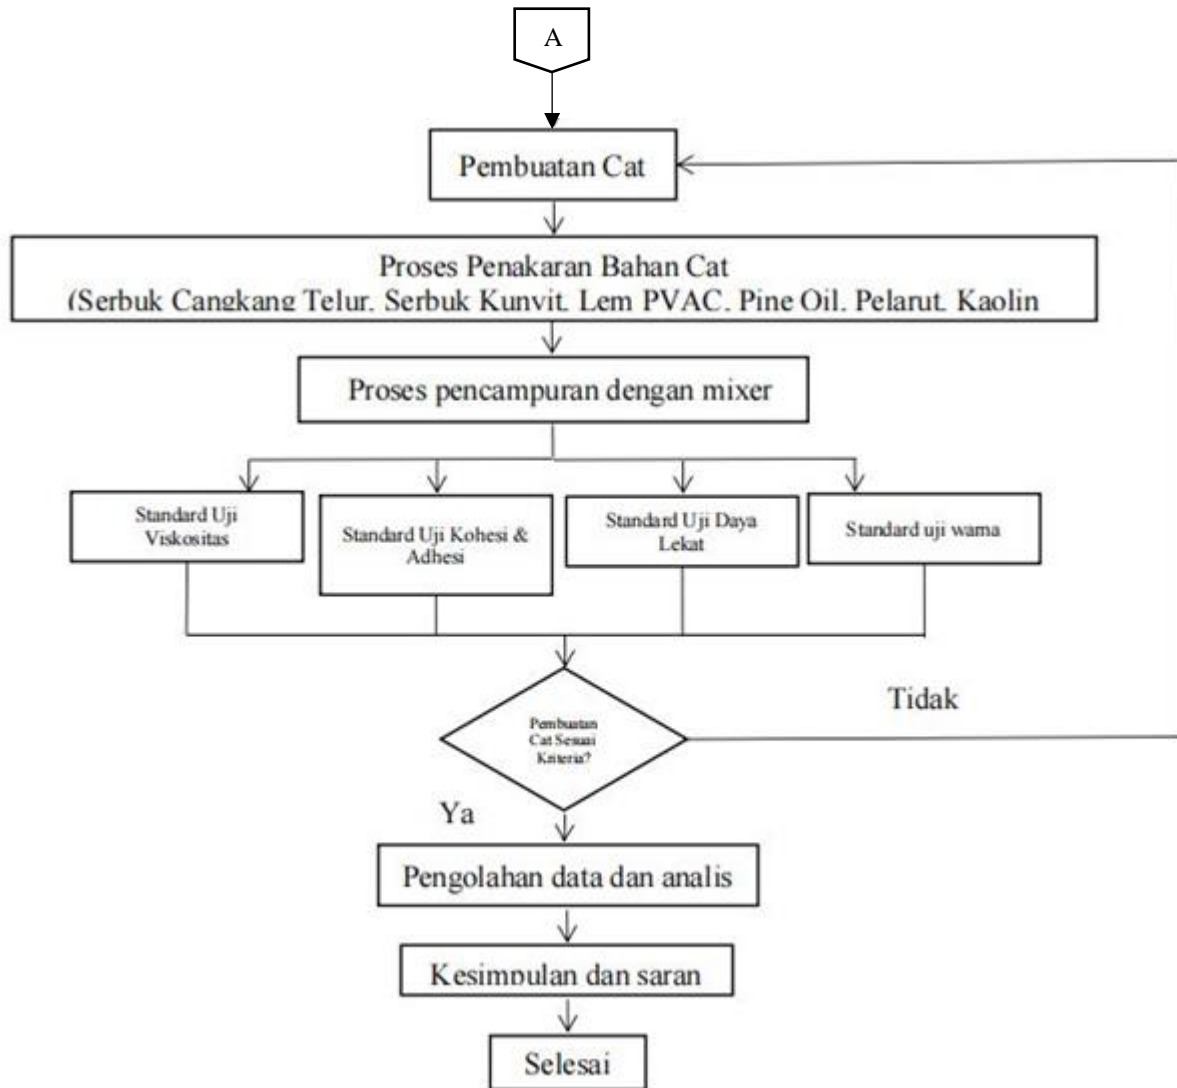 A
Pembuatan Cat
Proses Penakaran Bahan Cat
(Serbuk Cangkang Telur, Serbuk Kunyit, Lem PVAC, Pine Oil, Pelarut, Kaolin
Proses pencampuran dengan mixer
Standard Uji
Viskositas
Standard Uji Kohesi &
Adhesi
Standard Uji Daya
Lekat
Standard uji warna
Pembuatan
Cat Sesuai
Kriteria?
Tidak
Ya
Pengolahan data dan analis
Kesimpulan dan saran
Selesai